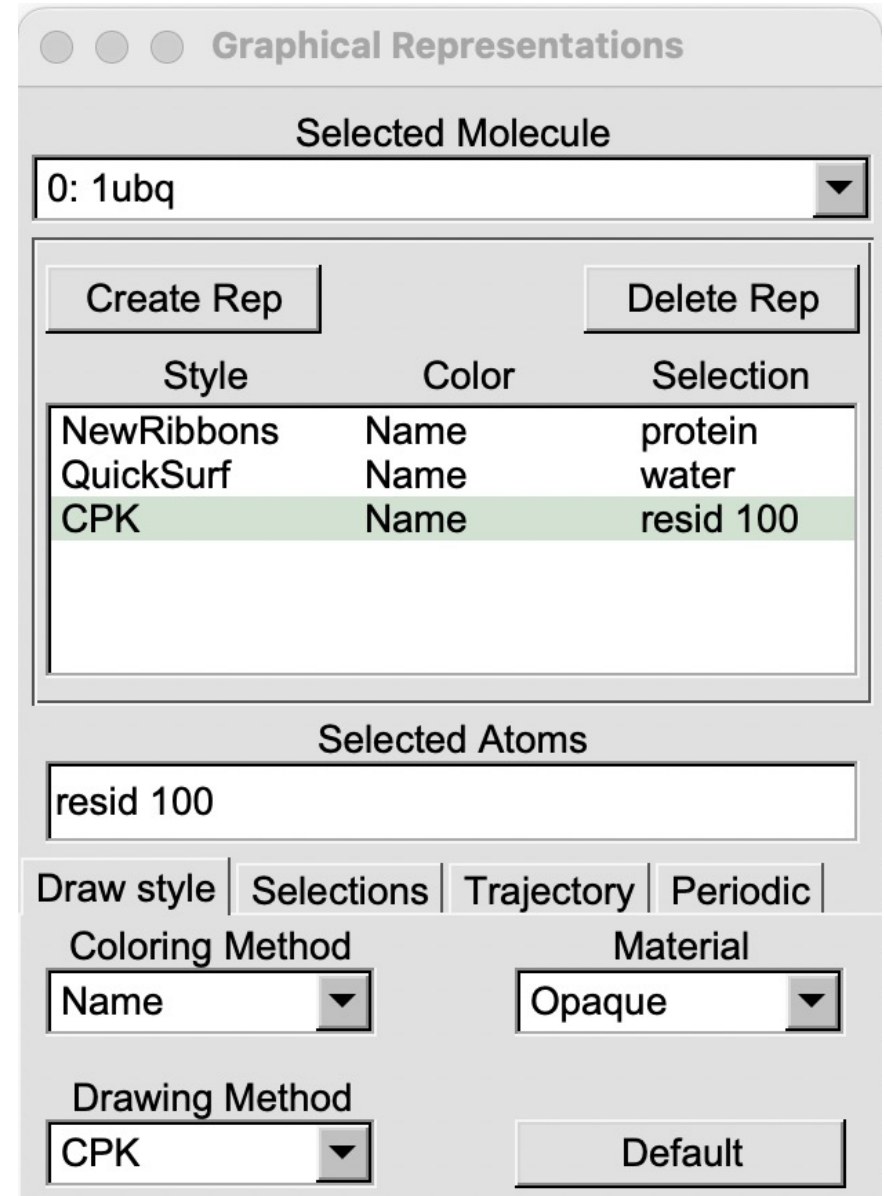 Graphical Representations
Selected Molecule
0: 1ubq
Create Rep Delete Rep
Style Color Selection
NewRibbons Name protein
QuickSurf Name water
CPK Name resid 100
Selected Atoms
resid 100
Draw style Selections Trajectory Periodic
Coloring Method Material
Name Opaque
Drawing Method
CPK Default